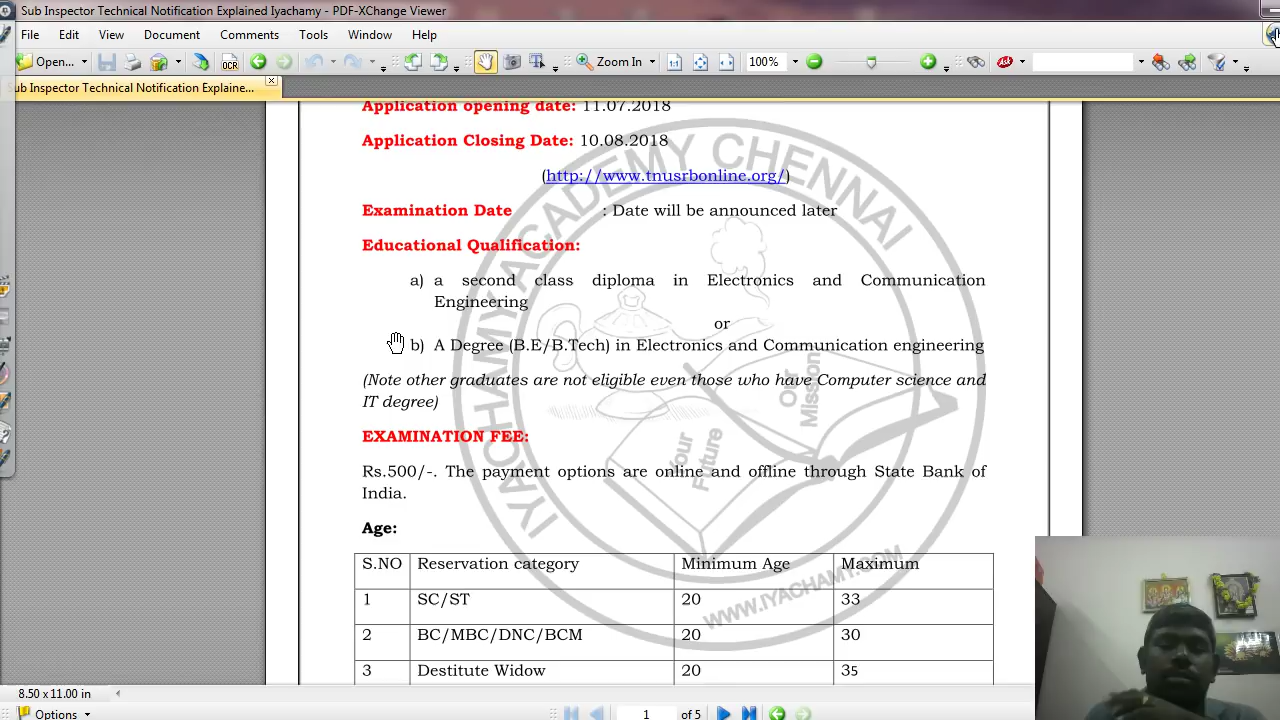 Sub Inspector Technical Notification Explained Iyachamy - PDF-XChange Viewer
File Edit View Document Comments Tools Window Help
Open... OCR Zoom In 100%
Sub Inspector Technical Notification Explaine...
Application opening date: 11.07.2018
Application Closing Date: 10.08.2018
(http://www.tnusrbonline.org/)
Examination Date : Date will be announced later
Educational Qualification:
a) a second class diploma in Electronics and Communication
Engineering
or
b) A Degree (B.E/B.Tech) in Electronics and Communication engineering
(Note other graduates are not eligible even those who have Computer science and
IT degree)
EXAMINATION FEE:
Rs.500/-. The payment options are online and offline through State Bank of
India.
Age:
S.NO Reservation category Minimum Age Maximum
1 SC/ST 20 33
2 BC/MBC/DNC/BCM 20 30
3 Destitute Widow 20 35
IYACHAMY ACADEMY CHENNAI
Our Mission
Your Future
WWW.IYACHAMY.COM
8.50 x 11.00 in
Options 1 of 5